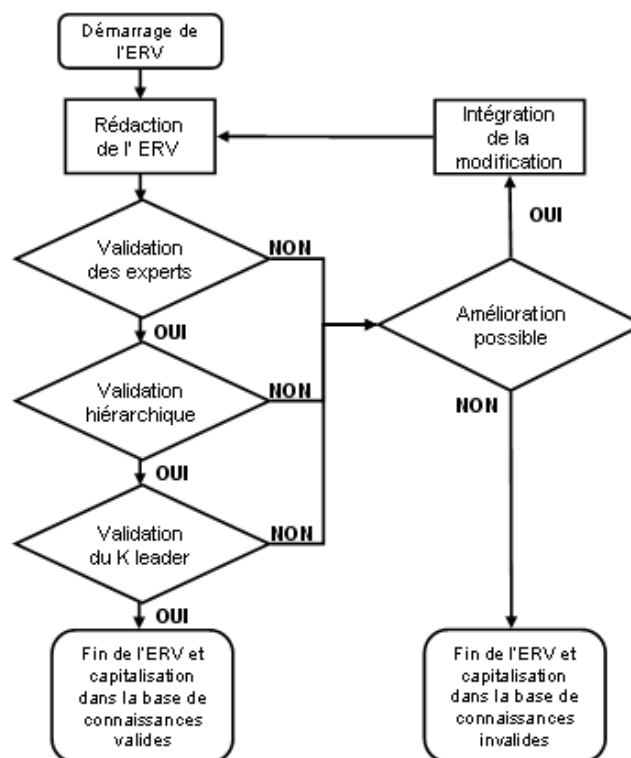 Démarrage de
l'ERV
Rédaction
de l' ERV
Intégration
de la
modification
OUI
Validation
des experts
NON
Amélioration
possible
OUI
NON
Validation
hiérarchique
NON
OUI
Validation
du K leader
NON
OUI
Fin de l'ERV et
capitalisation
dans la base de
connaissances
valides
Fin de l'ERV et
capitalisation
dans la base de
connaissances
invalides